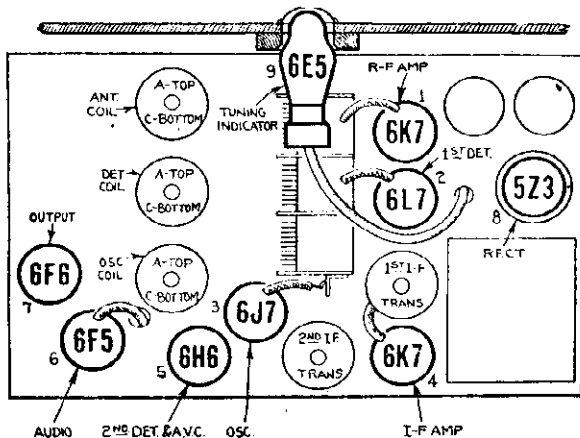 9
6E5
TUNING
INDICATOR
R-F AMP
1
6K7
ANT.
COIL
A-TOP
C-BOTTOM
1ST DET.
2
6L7
DET
COIL
A-TOP
C-BOTTOM
5Z3
8
RECT
OUTPUT
6F6
7
OSC
COIL
A-TOP
C-BOTTOM
1ST I-F
TRANS
3
6J7
6F5
6
6H6
5
2ND I.F.
TRANS
6K7
4
AUDIO
2ND DET. & A.V.C.
OSC.
I-F AMP